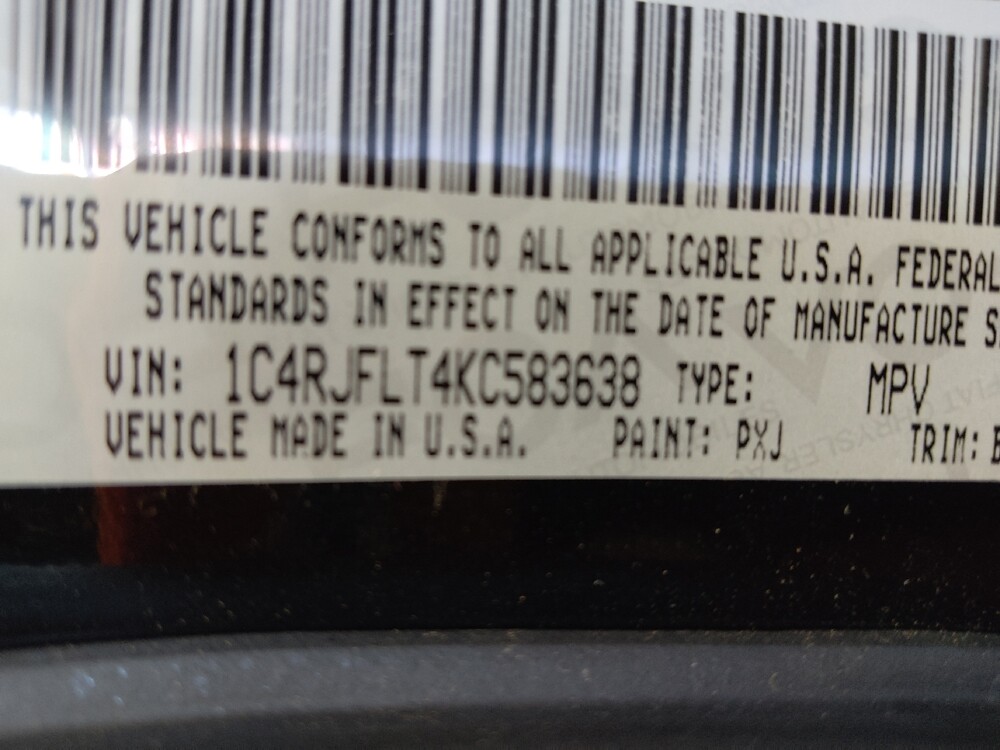 THIS VEHICLE CONFORMS TO ALL APPLICABLE U.S.A. FEDERAL
STANDARDS IN EFFECT ON THE DATE OF MANUFACTURE
VIN: 1C4RJFLT4KC583638 TYPE: MPV
VEHICLE MADE IN U.S.A. PAINT: PXJ TRIM: